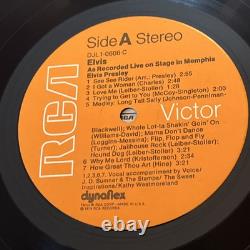 Side A Stereo
DJL1-0606 C
Elvis
As Recorded Live on Stage in Memphis
Elvis Presley
1 See See Rider (Arr.: Presley) 2:55
2 I Got a Woman (Charles)
3 Love Me (Leiber-Stoller)
4 Trying to Get to You (McCoy-Singleton)
5 Medley: Long Tall Sally (Johnson-Penniman-
Blackwell); Whole Lot-ta Shakin' Goin' On
(Williams-David); Mama Don't Dance
(Loggins-Messina); Flip, Flop and Fly
Turner); Jailhouse Rock (Leiber-Stoller);
Hound Dog (Leiber-Stoller)
6 Why Me Lord (Kristofferson)
7 How Great Thou Art (Hine)
1,2,3,6,7, Vocal accompaniment by Voice/
J. D. Sumner & The Stamps/ The Sweet
Inspirations/Kathy Westmoreland
RCA
Victor
dynaflex